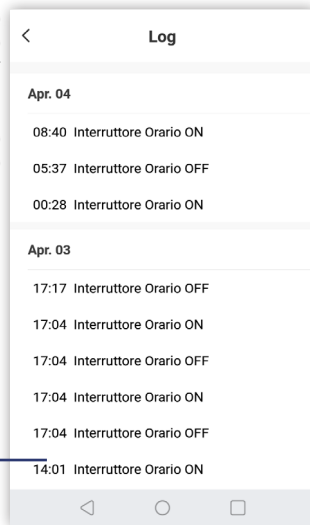 Log
Apr. 04
08:40 Interruttore Orario ON
05:37 Interruttore Orario OFF
00:28 Interruttore Orario ON
Apr. 03
17:17 Interruttore Orario OFF
17:04 Interruttore Orario ON
17:04 Interruttore Orario OFF
17:04 Interruttore Orario ON
17:04 Interruttore Orario OFF
14:01 Interruttore Orario ON